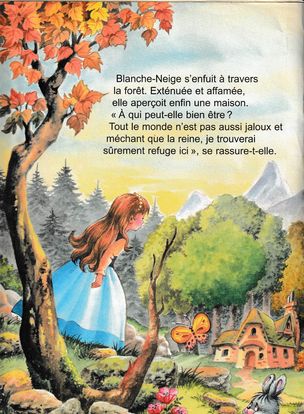 Blanche-Neige s'enfuit à travers
la forêt. Exténuée et affamée,
elle aperçoit enfin une maison.
« À qui peut-elle bien être ?
Tout le monde n'est pas aussi jaloux et
méchant que la reine, je trouverai
sûrement refuge ici », se rassure-t-elle.